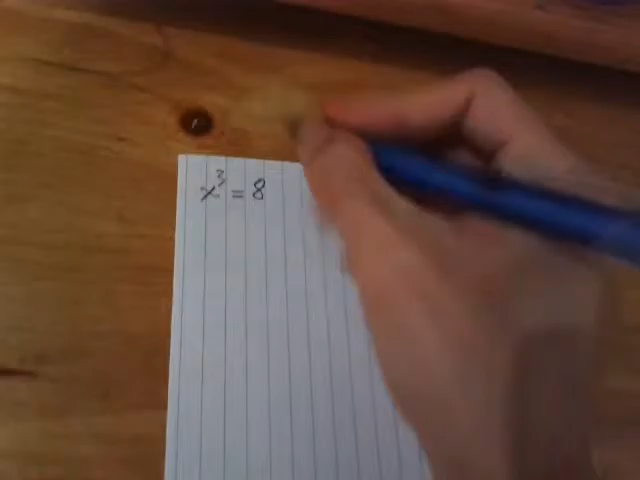 x³ = 8